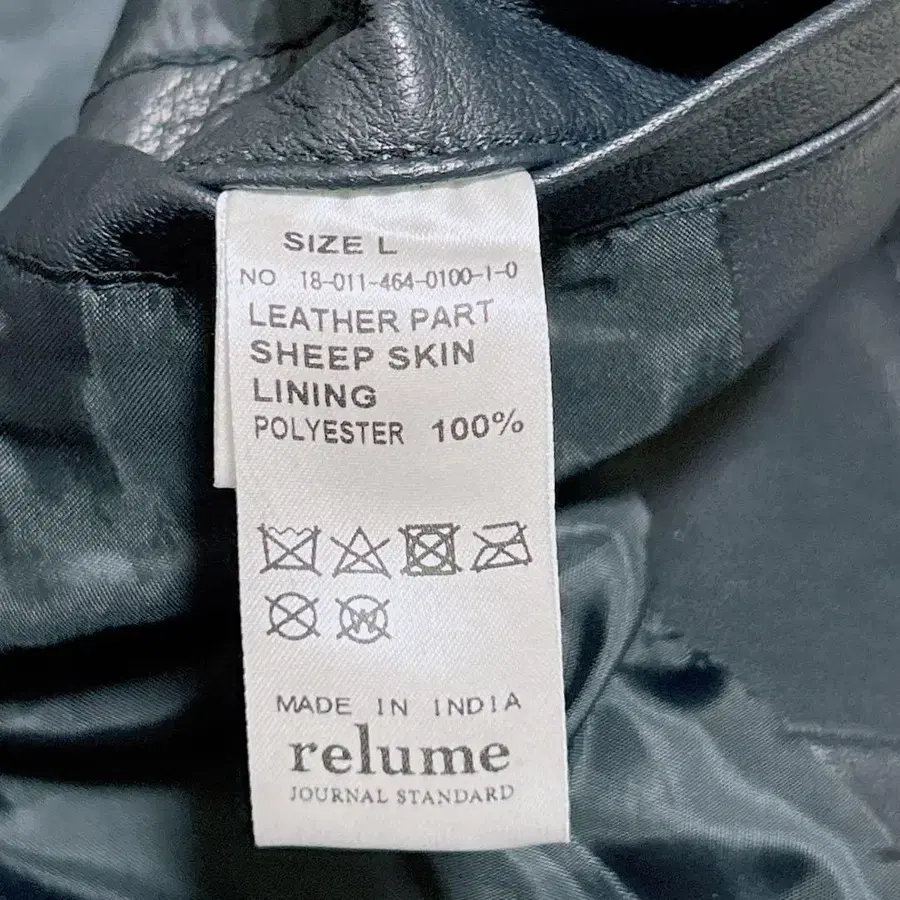 SIZE L
NO 18-011-464-0100-1-0
LEATHER PART
SHEEP SKIN
LINING
POLYESTER 100%
W
MADE IN INDIA
relume
JOURNAL STANDARD